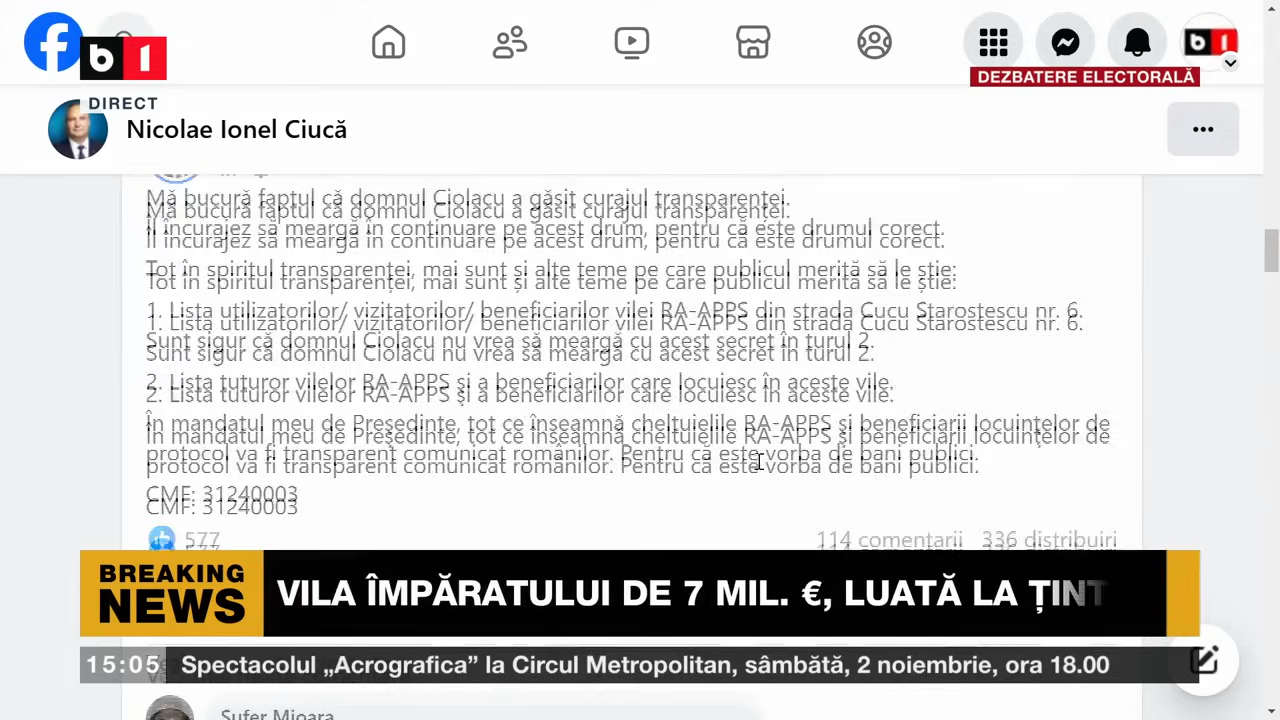 b1
DEZBATERE ELECTORALĂ
DIRECT
Nicolae Ionel Ciucă
Mă bucură faptul că domnul Ciolacu a găsit curajul transparenței.
Îl încurajez să meargă în continuare pe acest drum, pentru că este drumul corect.
Tot în spiritul transparenței, mai sunt și alte teme pe care publicul merită să le știe:
1. Lista utilizatorilor/ vizitatorilor/ beneficiarilor vilei RA-APPS din strada Cucu Starostescu nr. 6.
Sunt sigur că domnul Ciolacu nu vrea să meargă cu acest secret în turul 2.
2. Lista tuturor vilelor RA-APPS şi a beneficiarilor care locuiesc în aceste vile.
În mandatul meu de Preşedinte, tot ce înseamnă cheltuielile RA-APPS şi beneficiarii locuinţelor de
protocol va fi transparent comunicat românilor. Pentru că este vorba de bani publici.
CMF: 31240003
577
114 comentarii 336 distribuiri
BREAKING
NEWS
VILA ÎMPĂRATULUI DE 7 MIL. €, LUATĂ LA ȚINT
15:05 Spectacolul „Acrografica” la Circul Metropolitan, sâmbătă, 2 noiembrie, ora 18.00
Sufer Mioara